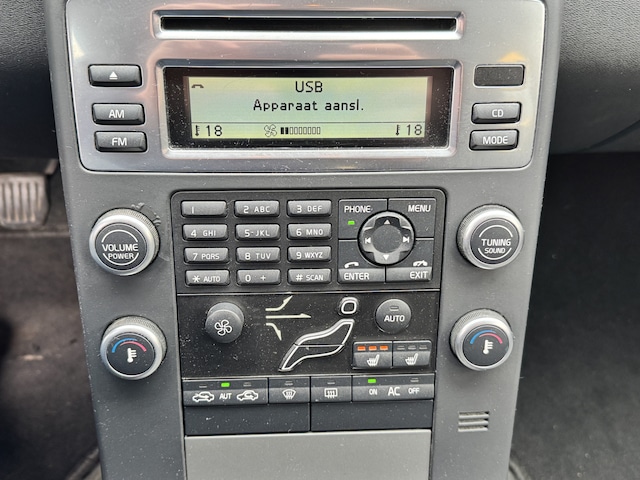 USB
Apparaat aansl.
18 18
AM
FM
CD
MODE
1 2 ABC 3 DEF
4 GHI 5 JKL 6 MNO
7 PQRS 8 TUV 9 WXYZ
* AUTO 0 + # SCAN
PHONE MENU
ENTER EXIT
VOLUME
POWER
TUNING
SOUND
AUTO
AUT
ON AC OFF